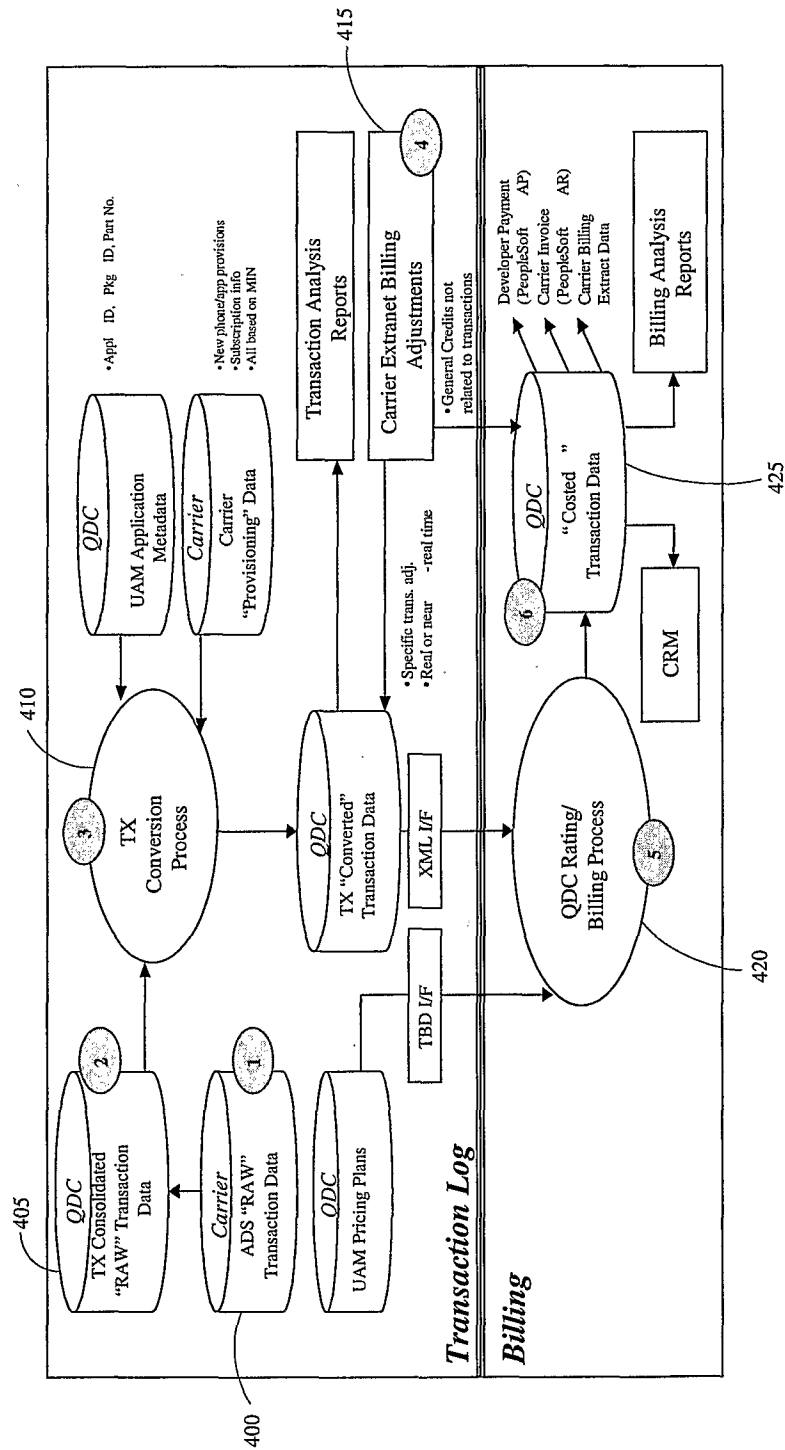 405
QDC
TX Consolidated
"RAW" Transaction
Data
2
400
Carrier
ADS "RAW"
Transaction Data
1
QDC
UAM Pricing Plans
410
3
TX
Conversion
Process
QDC
UAM Application
Metadata
• Appl ID, Pkg ID, Part No.
Carrier
Carrier
"Provisioning" Data
• New phone/app provisions
• Subscription info
• All based on MIN
QDC
TX "Converted"
Transaction Data
Transaction Analysis
Reports
415
Carrier Extranet Billing
Adjustments
4
• Specific trans. adj.
• Real or near -real time
• General Credits not
related to transactions
TBD I/F
XML I/F
Transaction Log
Billing
QDC Rating/
Billing Process
5
420
6
QDC
"Costed "
Transaction Data
425
Developer Payment
(PeopleSoft AP)
Carrier Invoice
(PeopleSoft AR)
Carrier Billing
Extract Data
CRM
Billing Analysis
Reports